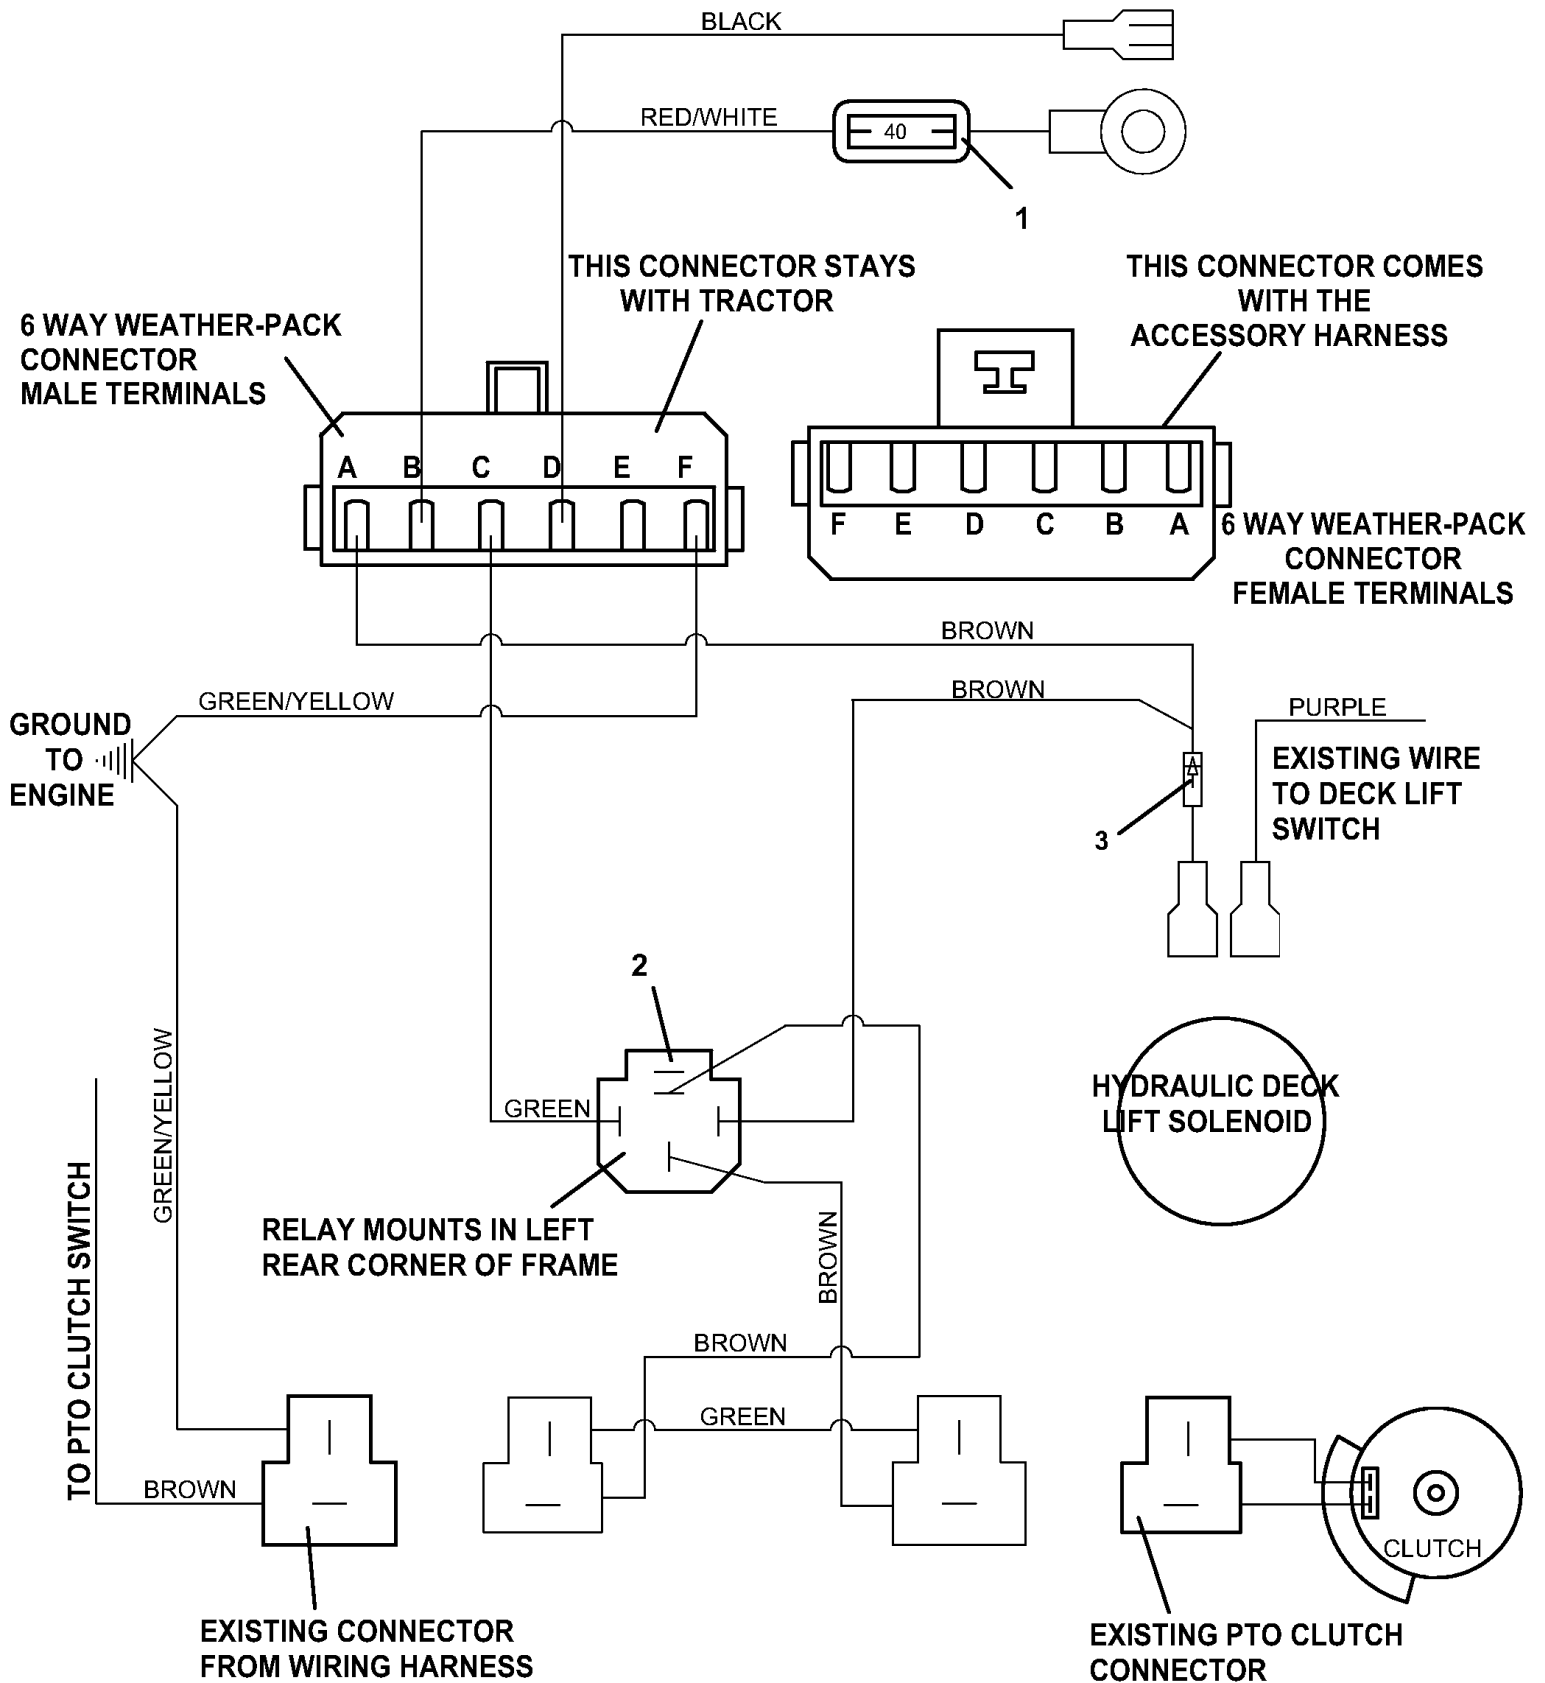 BLACK
RED/WHITE
40
1
THIS CONNECTOR STAYS
WITH TRACTOR
THIS CONNECTOR COMES
WITH THE
ACCESSORY HARNESS
6 WAY WEATHER-PACK
CONNECTOR
MALE TERMINALS
A B C D E F
F E D C B A
6 WAY WEATHER-PACK
CONNECTOR
FEMALE TERMINALS
BROWN
BROWN
GREEN/YELLOW
GROUND
TO
ENGINE
PURPLE
EXISTING WIRE
TO DECK LIFT
SWITCH
3
2
GREEN
HYDRAULIC DECK
LIFT SOLENOID
GREEN/YELLOW
TO PTO CLUTCH SWITCH
RELAY MOUNTS IN LEFT
REAR CORNER OF FRAME
BROWN
BROWN
GREEN
BROWN
CLUTCH
EXISTING CONNECTOR
FROM WIRING HARNESS
EXISTING PTO CLUTCH
CONNECTOR